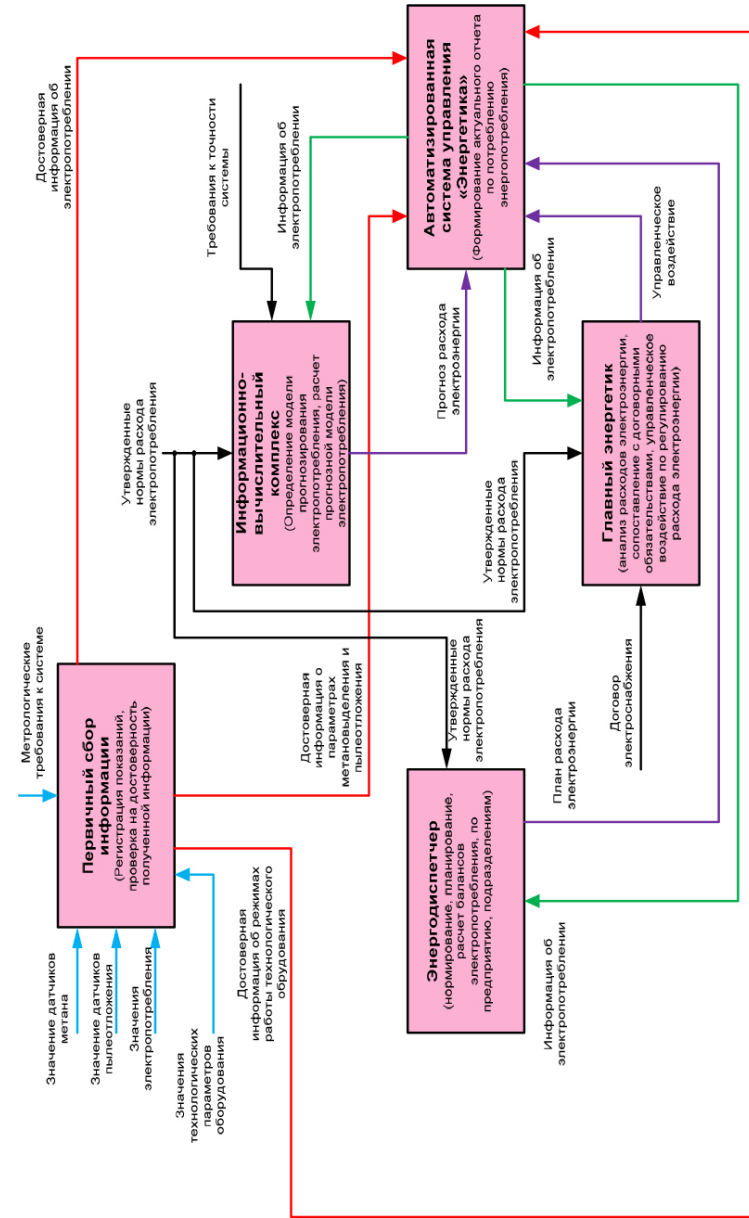 Метрологические
требования к системе
Первичный сбор
информации
(Регистрация показаний,
проверка на достоверность
полученной информации)
Значение датчиков
метана
Значение датчиков
пылеотложения
Значения
электропотребления
Значения
технологических
параметров
оборудования
Достоверная
информация об
электропотреблении
Достоверная
информация о
параметрах
метановыделения и
пылеотложения
Достоверная
информация об режимах
работы технологического
обрудования
Утвержденные
нормы расхода
электропотребления
Требования к точности
системы
Информация об
электропотреблении
Информационно-
вычислительный
комплекс
(Определение модели
прогнозирования
электропотребления, расчет
прогнозной модели
электропотребления)
Прогноз расхода
электроэнергии
Автоматизированная
система управления
«Энергетика»
(Формирование актуального отчета
по потреблению
энергопотребления)
Утвержденные
нормы расхода
электропотребления
Энергодиспетчер
(нормирование, планирование,
расчет балансов
электропотребления, по
предприятию, подразделениям)
Информация об
электропотреблении
План расхода
электроэнергии
Утвержденные
нормы расхода
электропотребления
Информация об
электропотреблении
Главный энергетик
(анализ расходов электроэнергии,
сопоставление с договорными
обязательствами, управленческое
воздействие по регулированию
расхода электроэнергии)
Договор
электроснабжения
Управленческое
воздействие